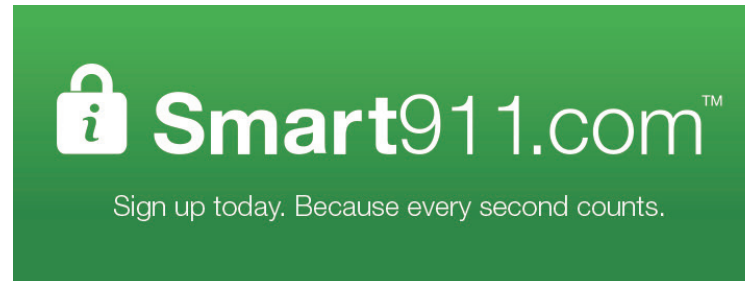 i Smart911.com™
Sign up today. Because every second counts.